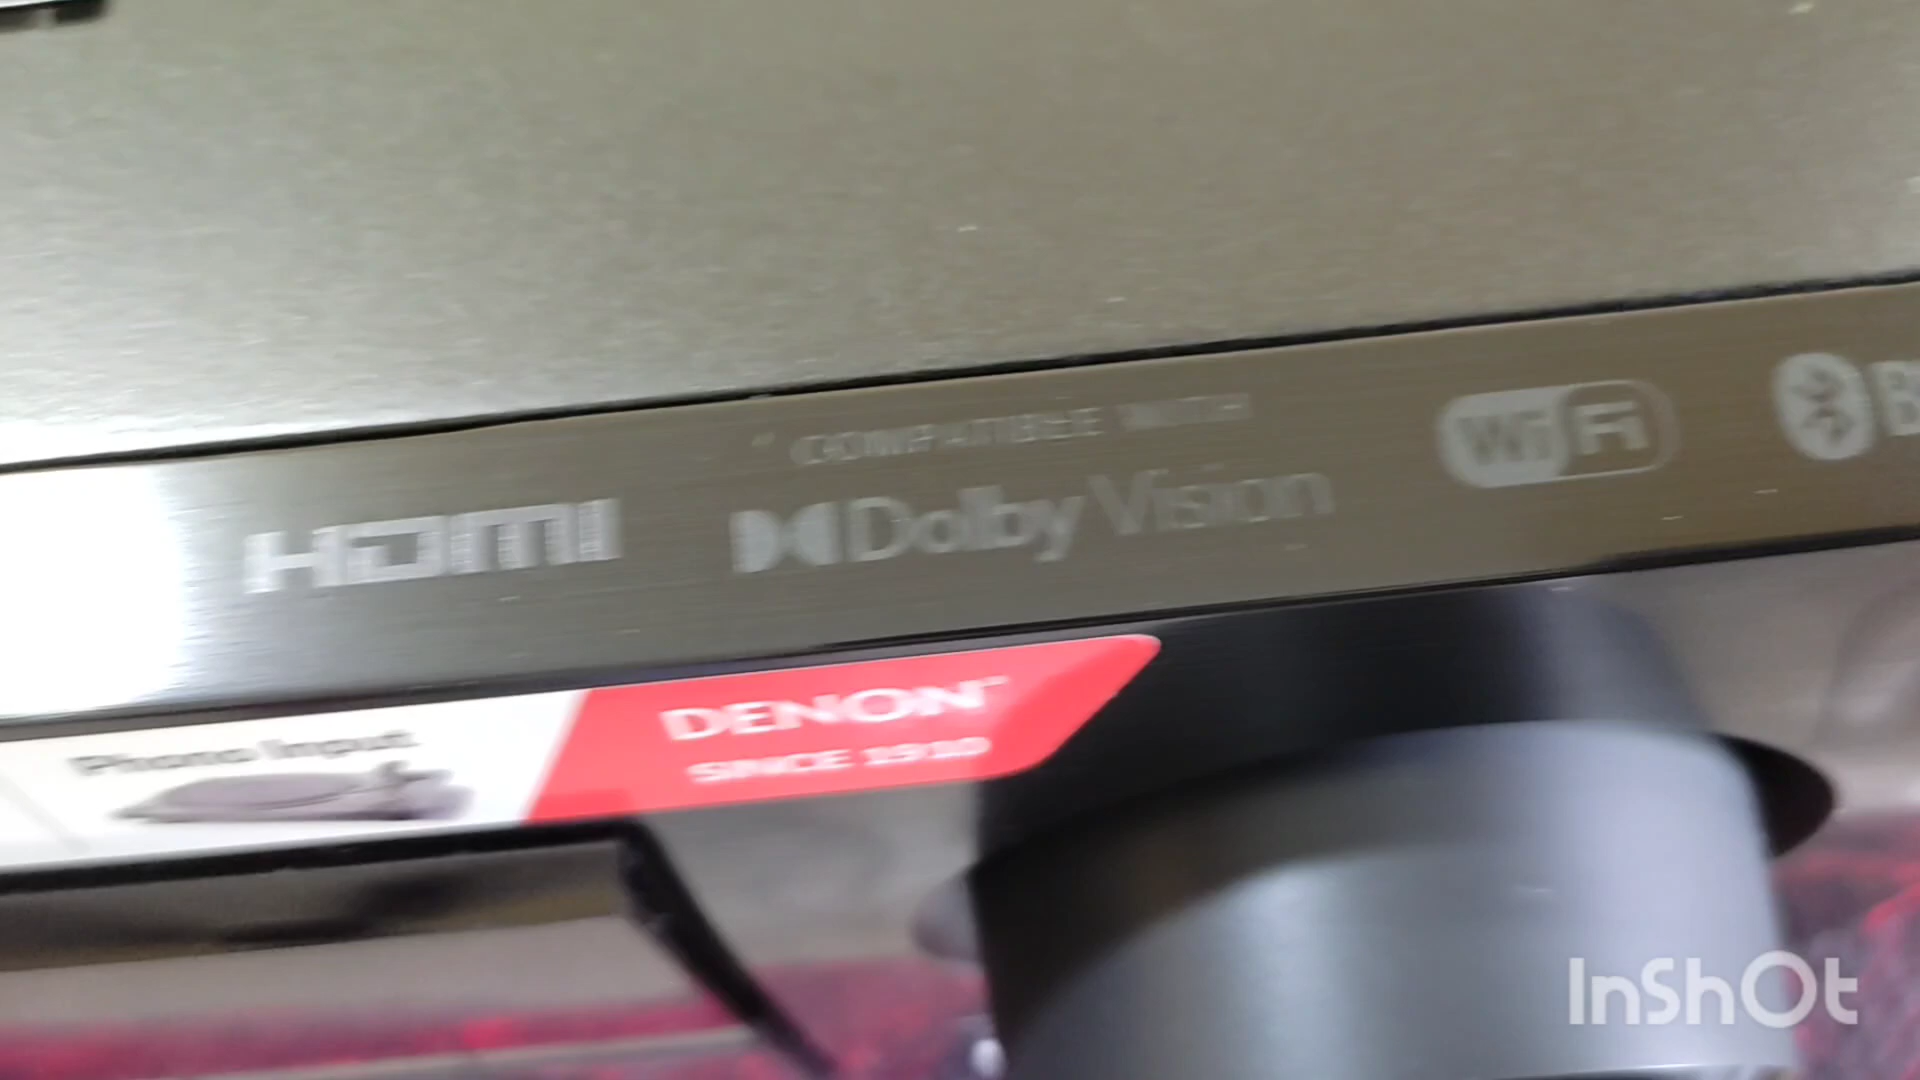 COMPATIBLE WITH
HDMI Dolby Vision WiFi
Phono Input
DENON
SINCE 1910
InShOt